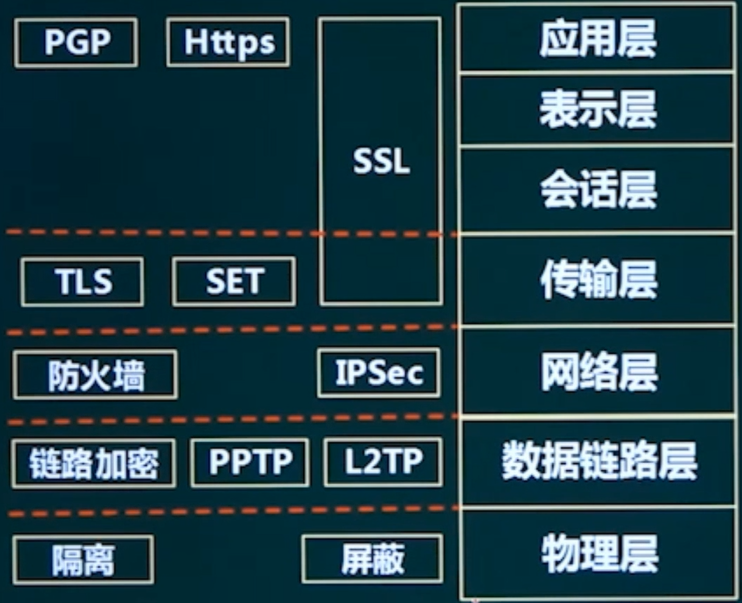 PGP Https 应用层
表示层
SSL
会话层
TLS SET 传输层
防火墙 IPSec 网络层
链路加密 PPTP L2TP 数据链路层
隔离 屏蔽 物理层